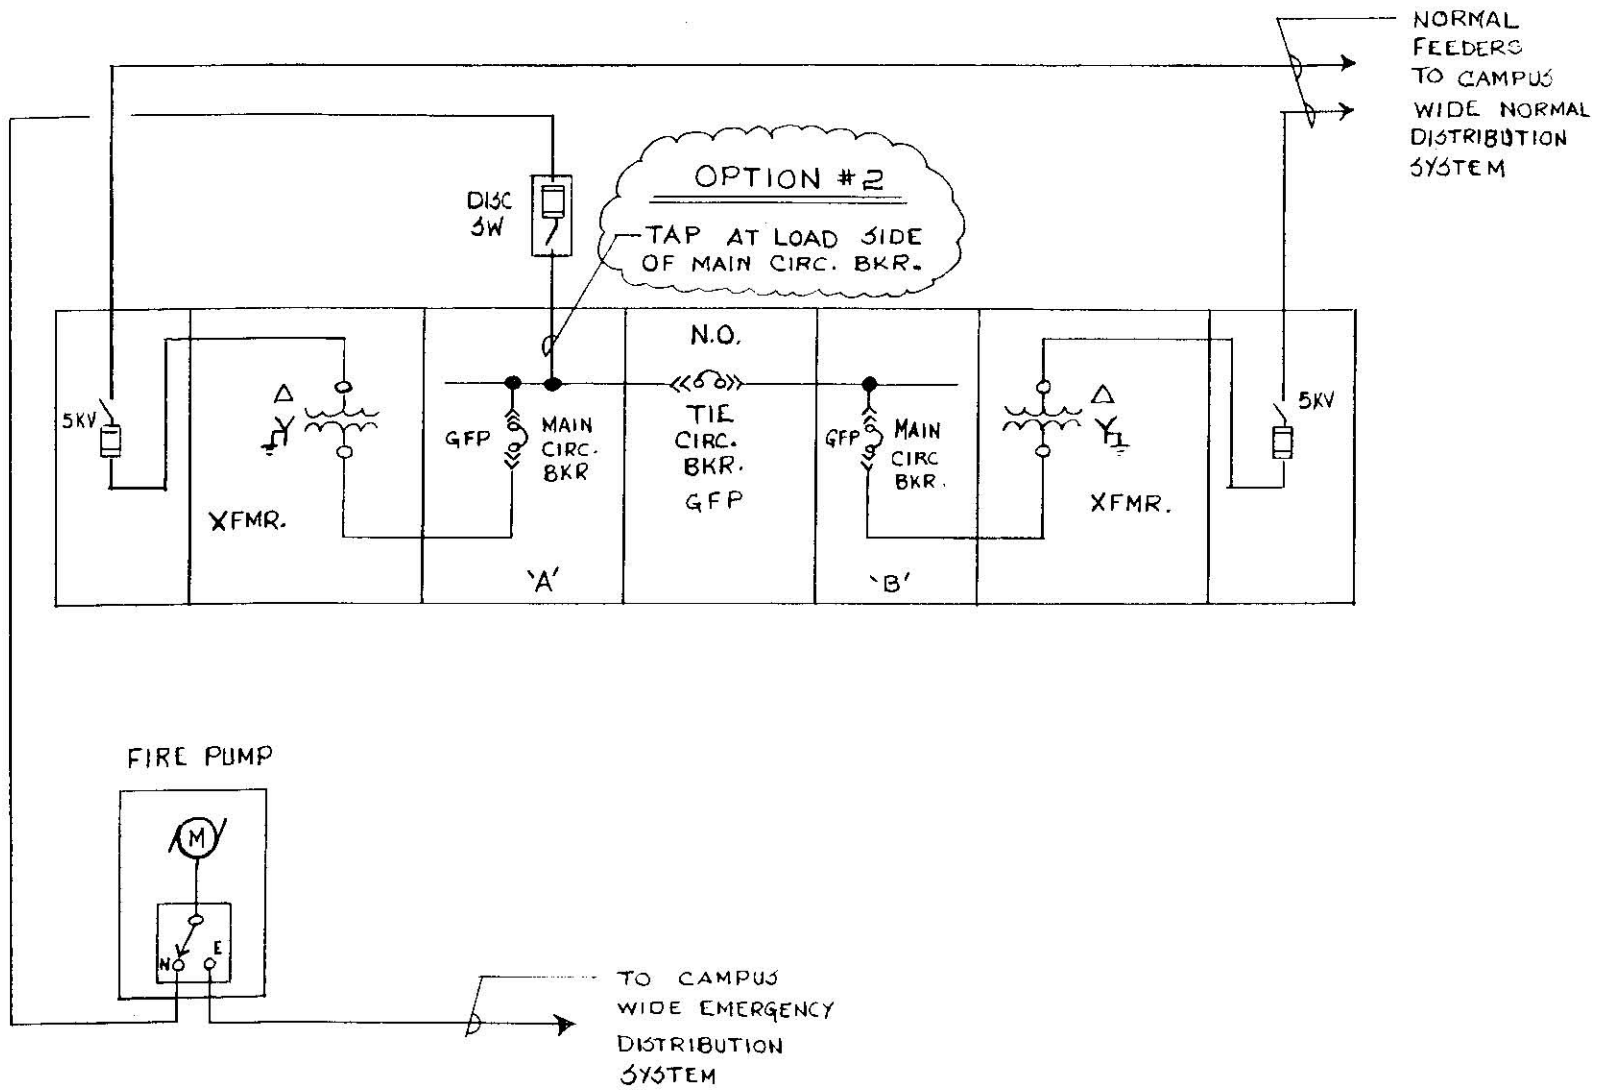 NORMAL
FEEDERS
TO CAMPUS
WIDE NORMAL
DISTRIBUTION
SYSTEM
OPTION #2
TAP AT LOAD SIDE
OF MAIN CIRC. BKR.
DISC
SW
N.O.
5KV
Δ
Y
XFMR.
GFP
MAIN
CIRC.
BKR
'A'
TIE
CIRC.
BKR.
GFP
GFP
MAIN
CIRC
BKR.
'B'
Δ
Y
XFMR.
5KV
FIRE PUMP
M
N
E
TO CAMPUS
WIDE EMERGENCY
DISTRIBUTION
SYSTEM